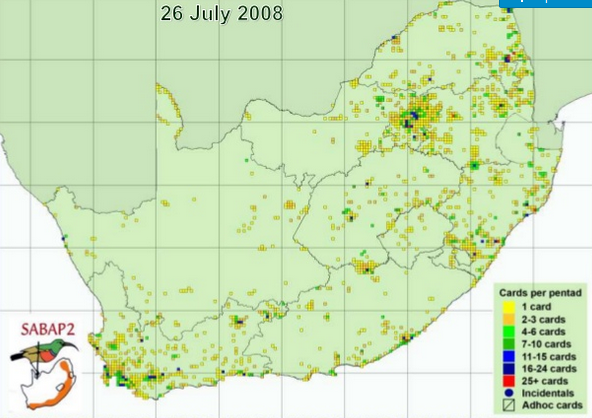 26 July 2008
SABAP2
Cards per pentad
1 card
2-3 cards
4-6 cards
7-10 cards
11-15 cards
16-24 cards
25+ cards
Incidentals
Adhoc cards